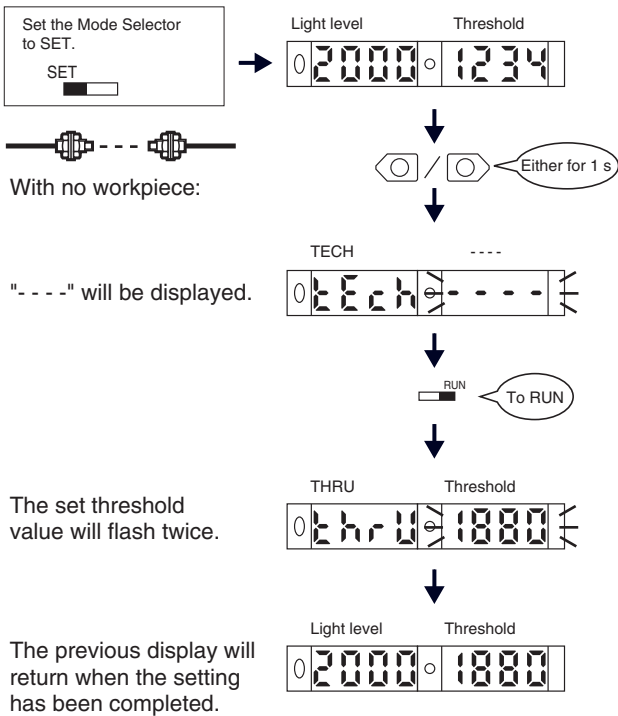 Set the Mode Selector
to SET.
SET
Light level Threshold
2000 1234
With no workpiece:
Either for 1 s
TECH - - - -
"- - - -" will be displayed.
tEch - - - -
RUN
To RUN
THRU Threshold
The set threshold
value will flash twice.
thrU 1880
Light level Threshold
The previous display will
return when the setting
has been completed.
2000 1880